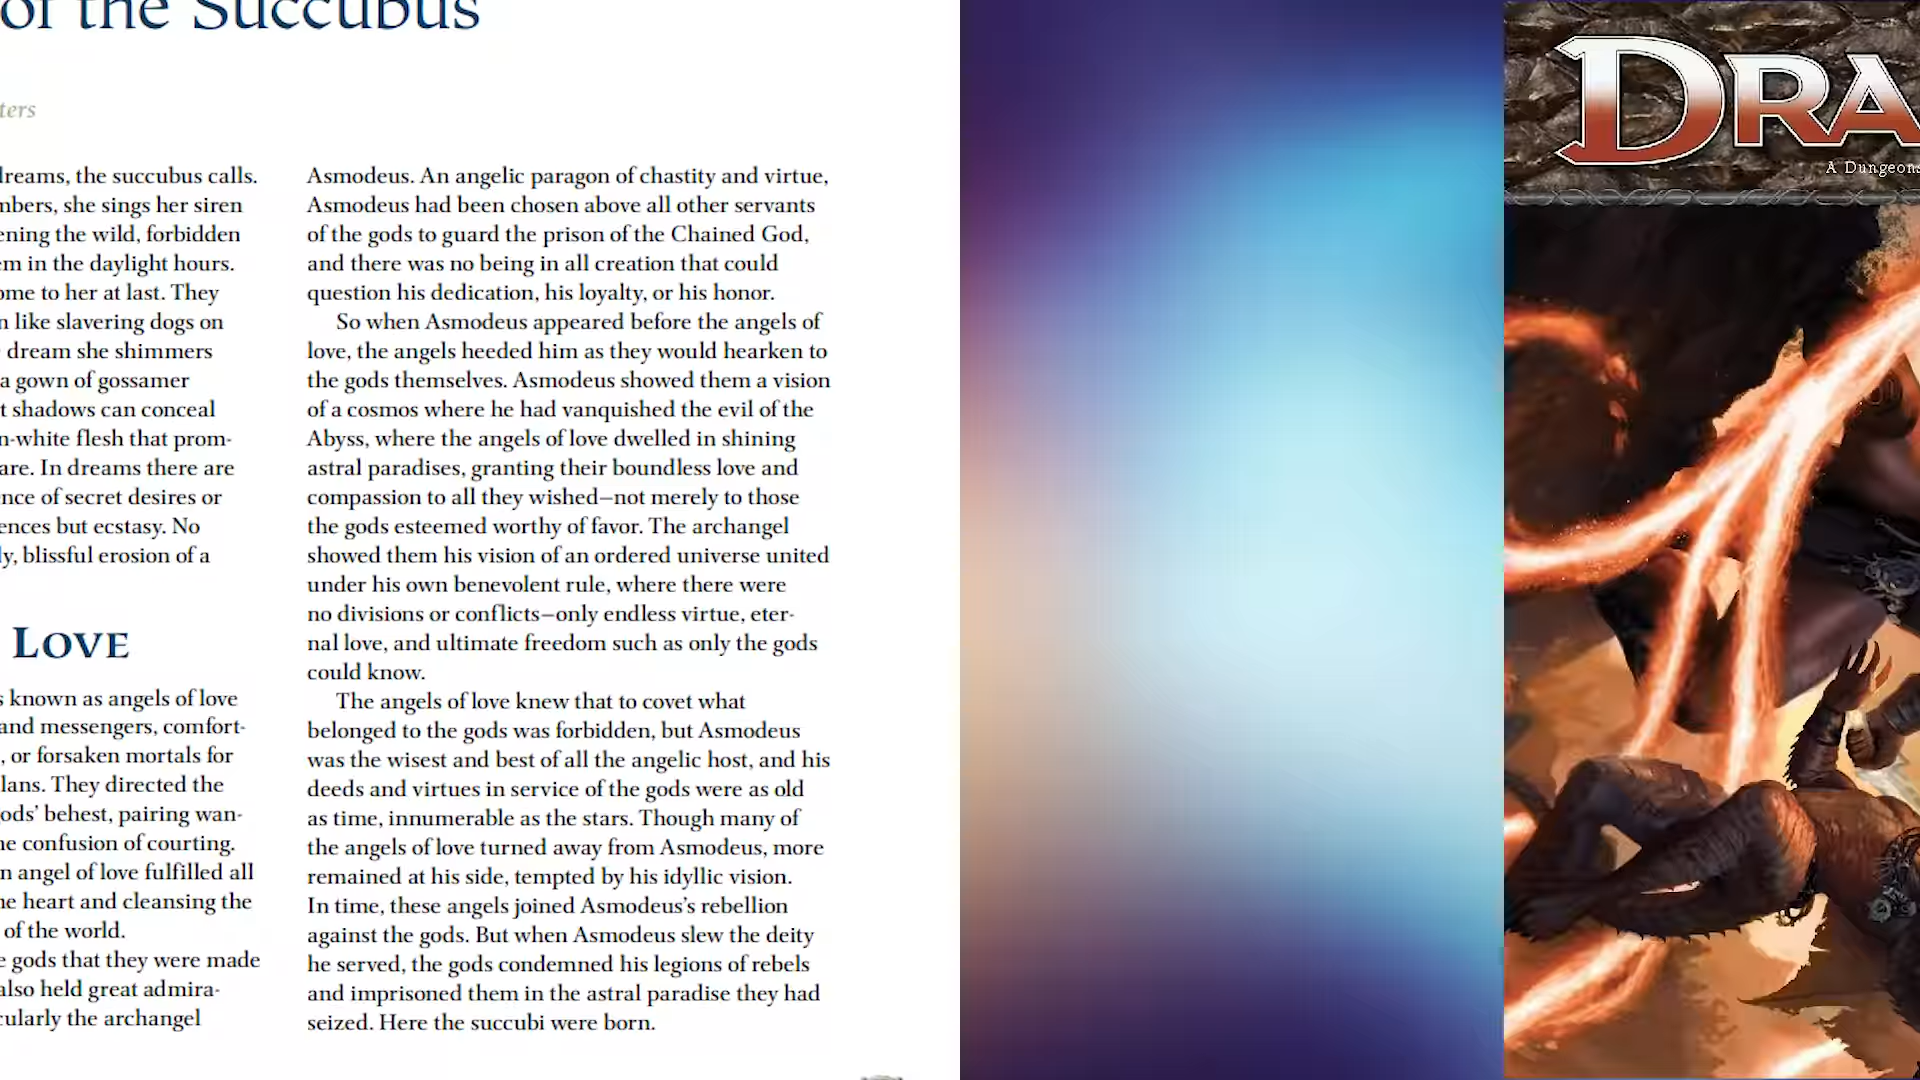 of the Succubus
ters
dreams, the succubus calls.
mbers, she sings her siren
ening the wild, forbidden
em in the daylight hours.
ome to her at last. They
n like slavering dogs on
dream she shimmers
a gown of gossamer
t shadows can conceal
n-white flesh that prom-
are. In dreams there are
nce of secret desires or
ences but ecstasy. No
ly, blissful erosion of a
LOVE
s known as angels of love
and messengers, comfort-
, or forsaken mortals for
lans. They directed the
ods' behest, pairing wan-
he confusion of courting.
n angel of love fulfilled all
he heart and cleansing the
of the world.
e gods that they were made
also held great admira-
cularly the archangel
Asmodeus. An angelic paragon of chastity and virtue,
Asmodeus had been chosen above all other servants
of the gods to guard the prison of the Chained God,
and there was no being in all creation that could
question his dedication, his loyalty, or his honor.
So when Asmodeus appeared before the angels of
love, the angels heeded him as they would hearken to
the gods themselves. Asmodeus showed them a vision
of a cosmos where he had vanquished the evil of the
Abyss, where the angels of love dwelled in shining
astral paradises, granting their boundless love and
compassion to all they wished—not merely to those
the gods esteemed worthy of favor. The archangel
showed them his vision of an ordered universe united
under his own benevolent rule, where there were
no divisions or conflicts—only endless virtue, eter-
nal love, and ultimate freedom such as only the gods
could know.
The angels of love knew that to covet what
belonged to the gods was forbidden, but Asmodeus
was the wisest and best of all the angelic host, and his
deeds and virtues in service of the gods were as old
as time, innumerable as the stars. Though many of
the angels of love turned away from Asmodeus, more
remained at his side, tempted by his idyllic vision.
In time, these angels joined Asmodeus's rebellion
against the gods. But when Asmodeus slew the deity
he served, the gods condemned his legions of rebels
and imprisoned them in the astral paradise they had
seized. Here the succubi were born.
DRA
A Dungeons